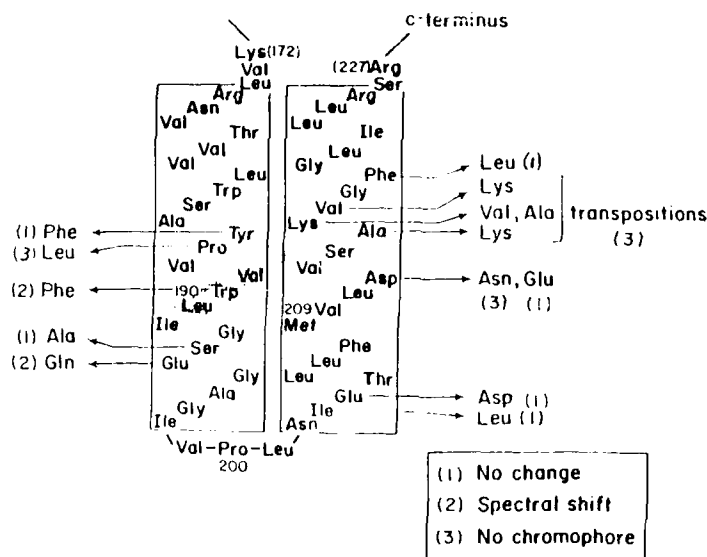 c-terminus
Lys(172)
Val
Leu
Arg
Asn
Val
Thr
Val
Val
Leu
Trp
Ser
Ala
Tyr
Pro
Val
Val
190
Trp
Leu
Ile
Gly
Ser
Glu
Gly
Ala
Gly
Ile
Val-Pro-Leu
200
(227)Arg
Ser
Arg
Leu
Leu
Ile
Leu
Gly
Phe
Gly
Val
Lys
Ala
Ser
Val
Asp
Leu
209 Val
Met
Phe
Leu
Leu
Thr
Glu
Ile
Asn
(1) Phe
(3) Leu
(2) Phe
(1) Ala
(2) Gln
Leu (1)
Lys
Val, Ala
Lys
transpositions
(3)
Asn, Glu
(3) (1)
Asp (1)
Leu (1)
(1) No change
(2) Spectral shift
(3) No chromophore